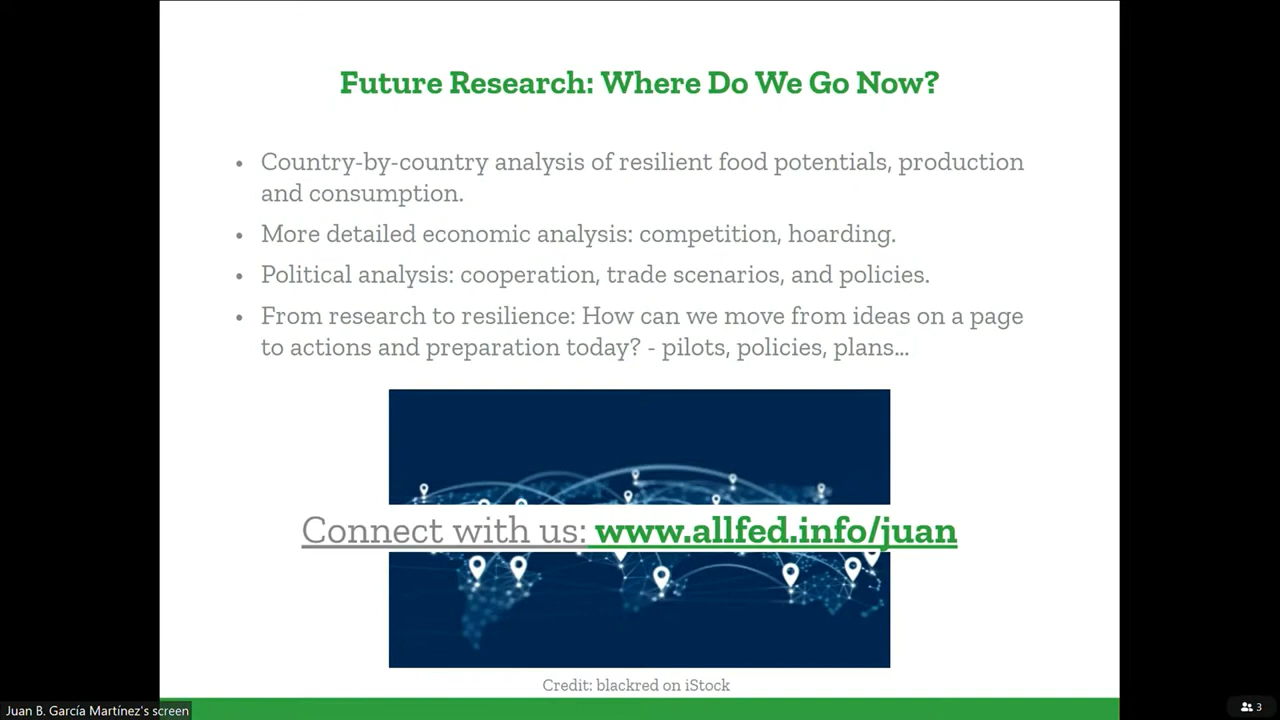 Future Research: Where Do We Go Now?
• Country-by-country analysis of resilient food potentials, production
and consumption.
• More detailed economic analysis: competition, hoarding.
• Political analysis: cooperation, trade scenarios, and policies.
• From research to resilience: How can we move from ideas on a page
to actions and preparation today? - pilots, policies, plans...
Connect with us: www.allfed.info/juan
Credit: blackred on iStock
Juan B. García Martínez's screen
3